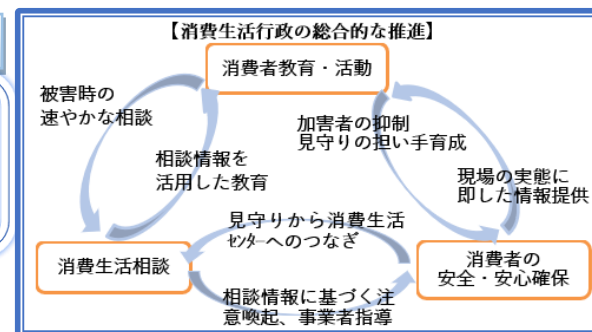 【消費生活行政の総合的な推進】
消費者教育・活動
被害時の
速やかな相談
加害者の抑制
見守りの担い手育成
相談情報を
活用した教育
現場の実態に
即した情報提供
見守りから消費生活
ｾﾝﾀｰへのつなぎ
消費生活相談
消費者の
安全・安心確保
相談情報に基づく注
意喚起、事業者指導